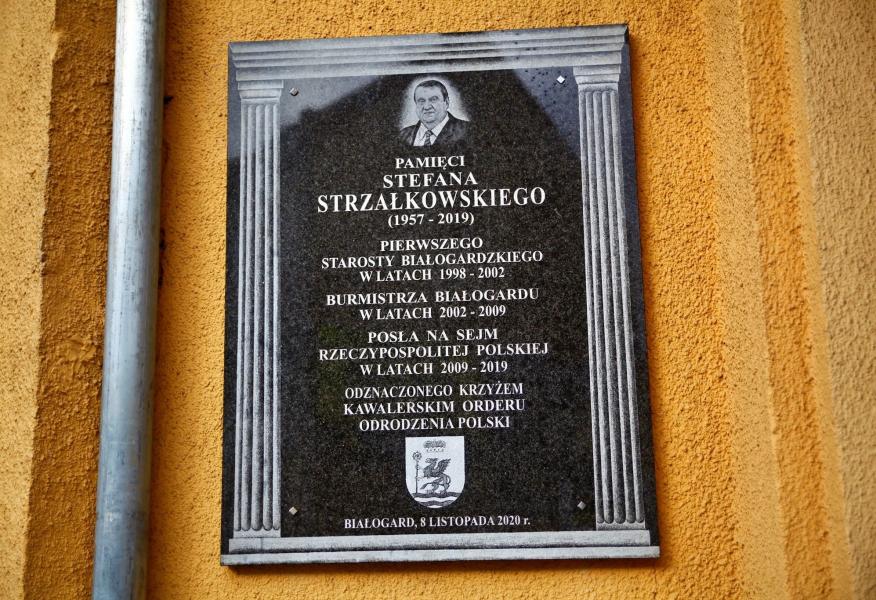 PAMIĘCI
STEFANA
STRZAŁKOWSKIEGO
(1957 - 2019)
PIERWSZEGO
STAROSTY BIAŁOGARDZKIEGO
W LATACH 1998 - 2002
BURMISTRZA BIAŁOGARDU
W LATACH 2002 - 2009
POSŁA NA SEJM
RZECZYPOSPOLITEJ POLSKIEJ
W LATACH 2009 - 2019
ODZNACZONEGO KRZYŻEM
KAWALERSKIM ORDERU
ODRODZENIA POLSKI
BIAŁOGARD, 8 LISTOPADA 2020 r.